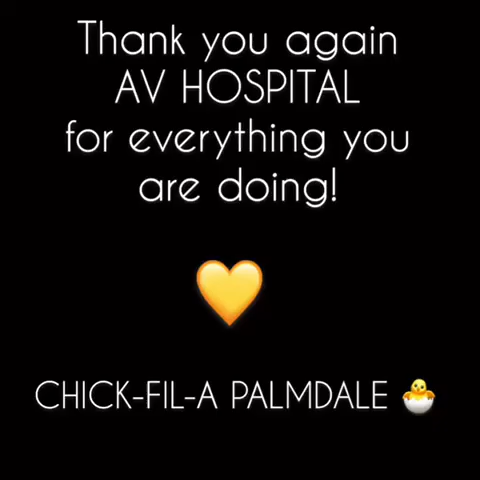 Thank you again
AV HOSPITAL
for everything you
are doing!
💛
CHICK-FIL-A PALMDALE 🐣